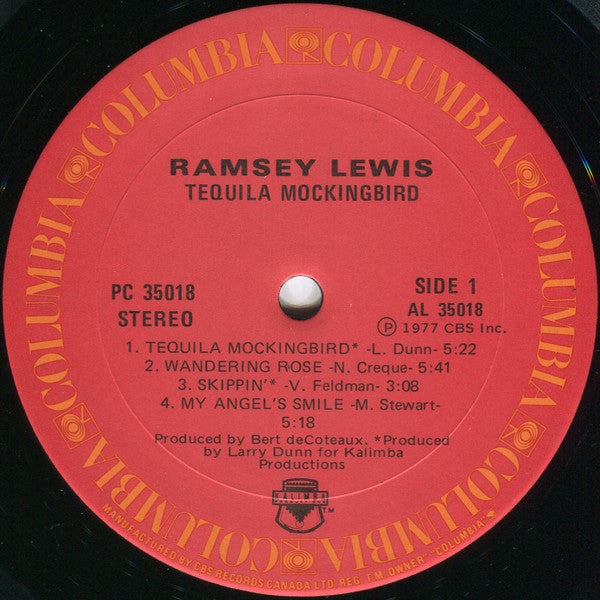 COLUMBIA COLUMBIA COLUMBIA COLUMBIA COLUMBIA COLUMBIA
RAMSEY LEWIS
TEQUILA MOCKINGBIRD
PC 35018
STEREO
SIDE 1
AL 35018
Ⓟ 1977 CBS Inc.
1. TEQUILA MOCKINGBIRD* -L. Dunn- 5:22
2. WANDERING ROSE -N. Creque- 5:41
3. SKIPPIN'* -V. Feldman- 3:08
4. MY ANGEL'S SMILE -M. Stewart-
5:18
Produced by Bert deCoteaux. *Produced
by Larry Dunn for Kalimba
Productions
KALIMBA
T.M.
MANUFACTURED BY CBS RECORDS CANADA LTD. REG. T.M. OWNER "COLUMBIA"